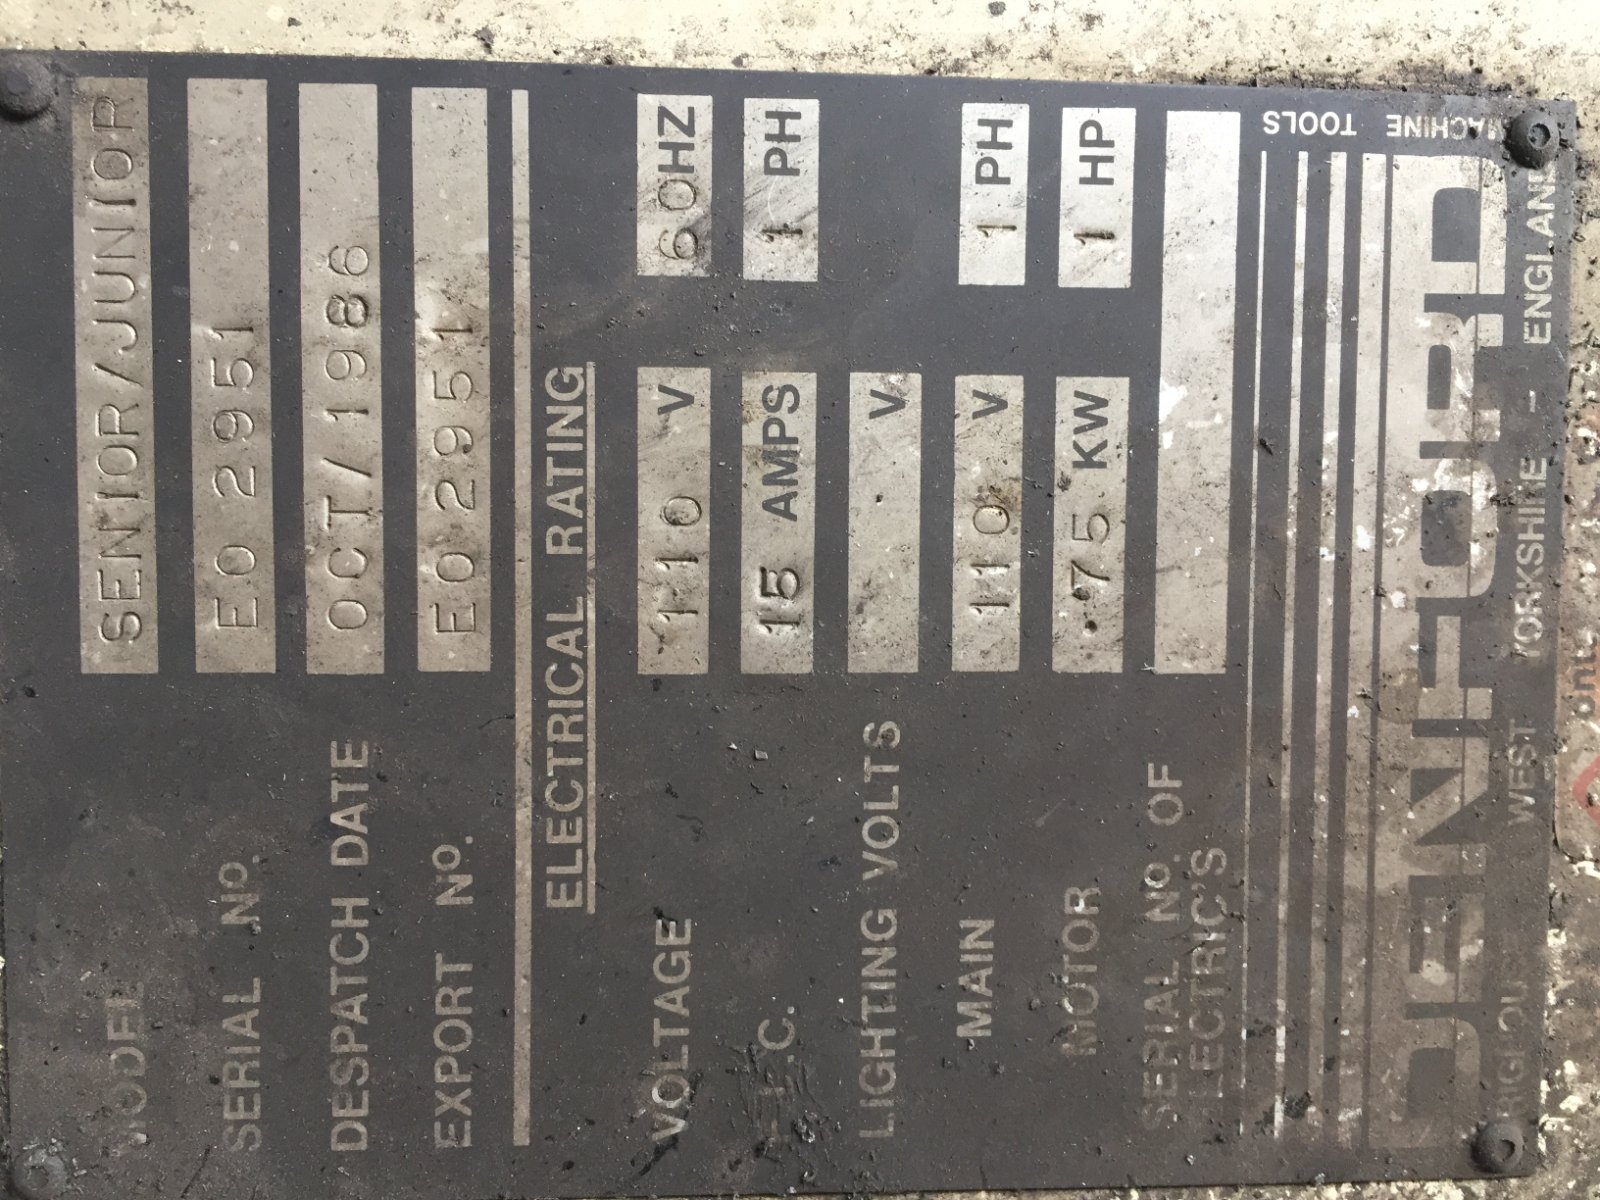 MODEL SENIOR/JUNIOR
SERIAL No. E0 2951
DESPATCH DATE OCT/1986
EXPORT No. E0 2951
ELECTRICAL RATING
VOLTAGE 110 V 60HZ
15 AMPS 1 PH
LIGHTING VOLTS V
MAIN 110 V 1 PH
MOTOR .75 KW 1 HP
SERIAL No. OF
ELECTRIC'S
MACHINE TOOLS
DENFORD
BRIGHOUSE WEST YORKSHIRE - ENGLAND